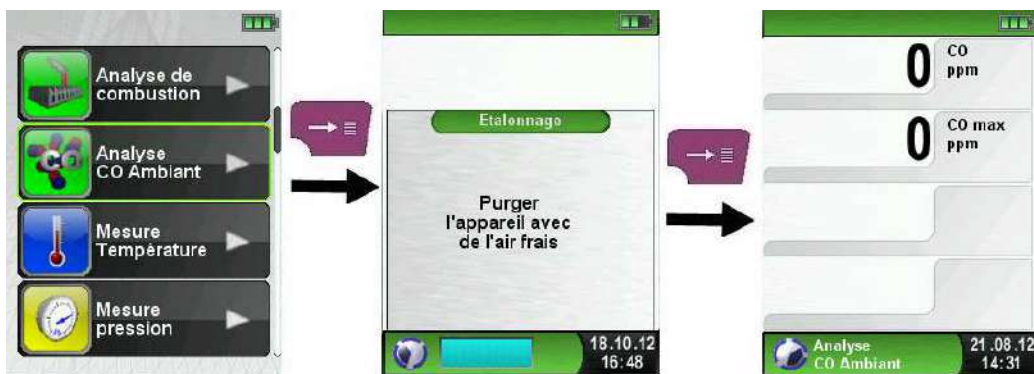 Analyse de
combustion
Analyse
CO Ambiant
Mesure
Température
Mesure
pression
Etalonnage
Purger
l'appareil avec
de l'air frais
18.10.12
16:48
0 CO
ppm
0 CO max
ppm
Analyse
CO Ambiant
21.08.12
14:31